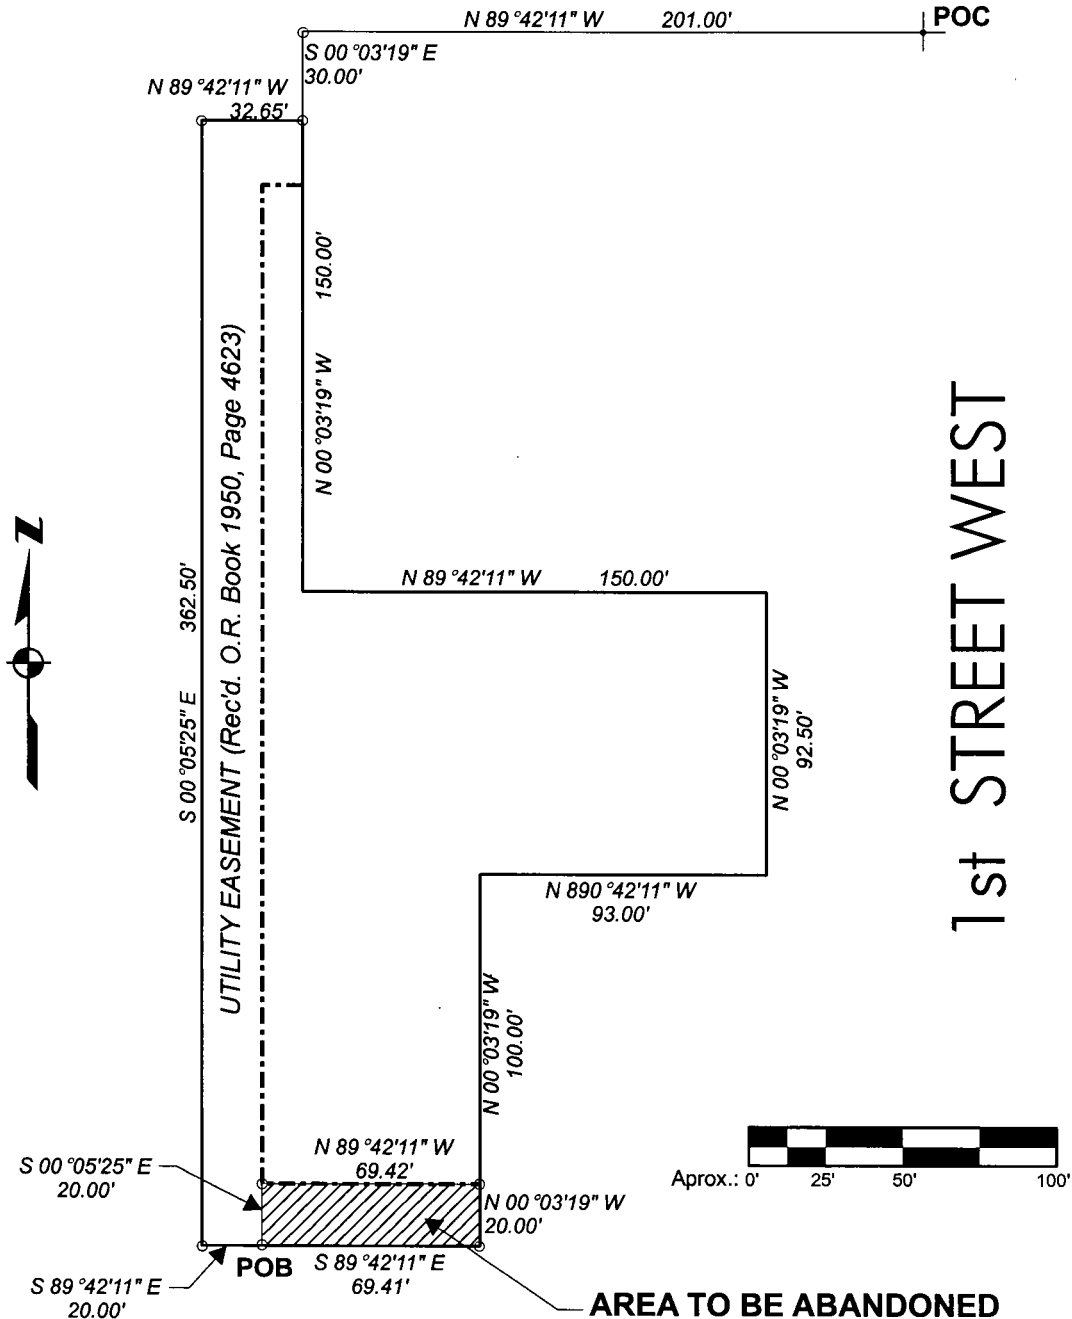 N 89°42'11" W 201.00'
POC
S 00°03'19" E
30.00'
N 89°42'11" W
32.65'
N 00°03'19" W 150.00'
UTILITY EASEMENT (Rec'd. O.R. Book 1950, Page 4623)
S 00°05'25" E 362.50'
Z
1st STREET WEST
N 89°42'11" W 150.00'
N 00°03'19" W
92.50'
N 890°42'11" W
93.00'
N 00°03'19" W
100.00'
N 89°42'11" W
69.42'
S 00°05'25" E
20.00'
N 00°03'19" W
20.00'
Aprox.: 0' 25' 50' 100'
POB
S 89°42'11" E
69.41'
S 89°42'11" E
20.00'
AREA TO BE ABANDONED